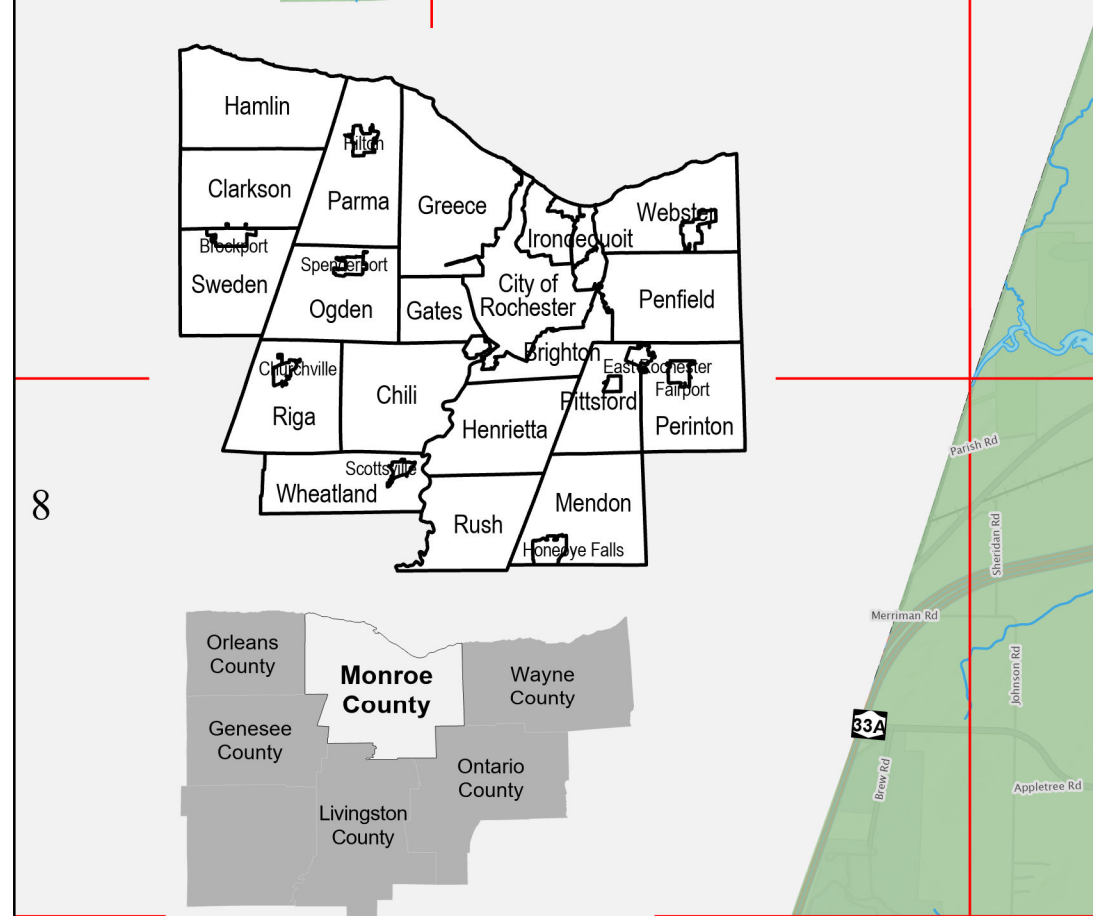 Hamlin
Hilton
Clarkson
Parma
Greece
Webster
Irondequoit
Brockport
Spencerport
Sweden
City of
Rochester
Penfield
Ogden
Gates
Brighton
Churchville
East Rochester
Fairport
Chili
Pittsford
Riga
Henrietta
Perinton
Parish Rd
Scottsville
Wheatland
8
Mendon
Rush
Sheridan Rd
Honeoye Falls
Merriman Rd
Orleans
County
Monroe
County
Wayne
County
Johnson Rd
Genesee
County
33A
Ontario
County
Brew Rd
Appletree Rd
Livingston
County